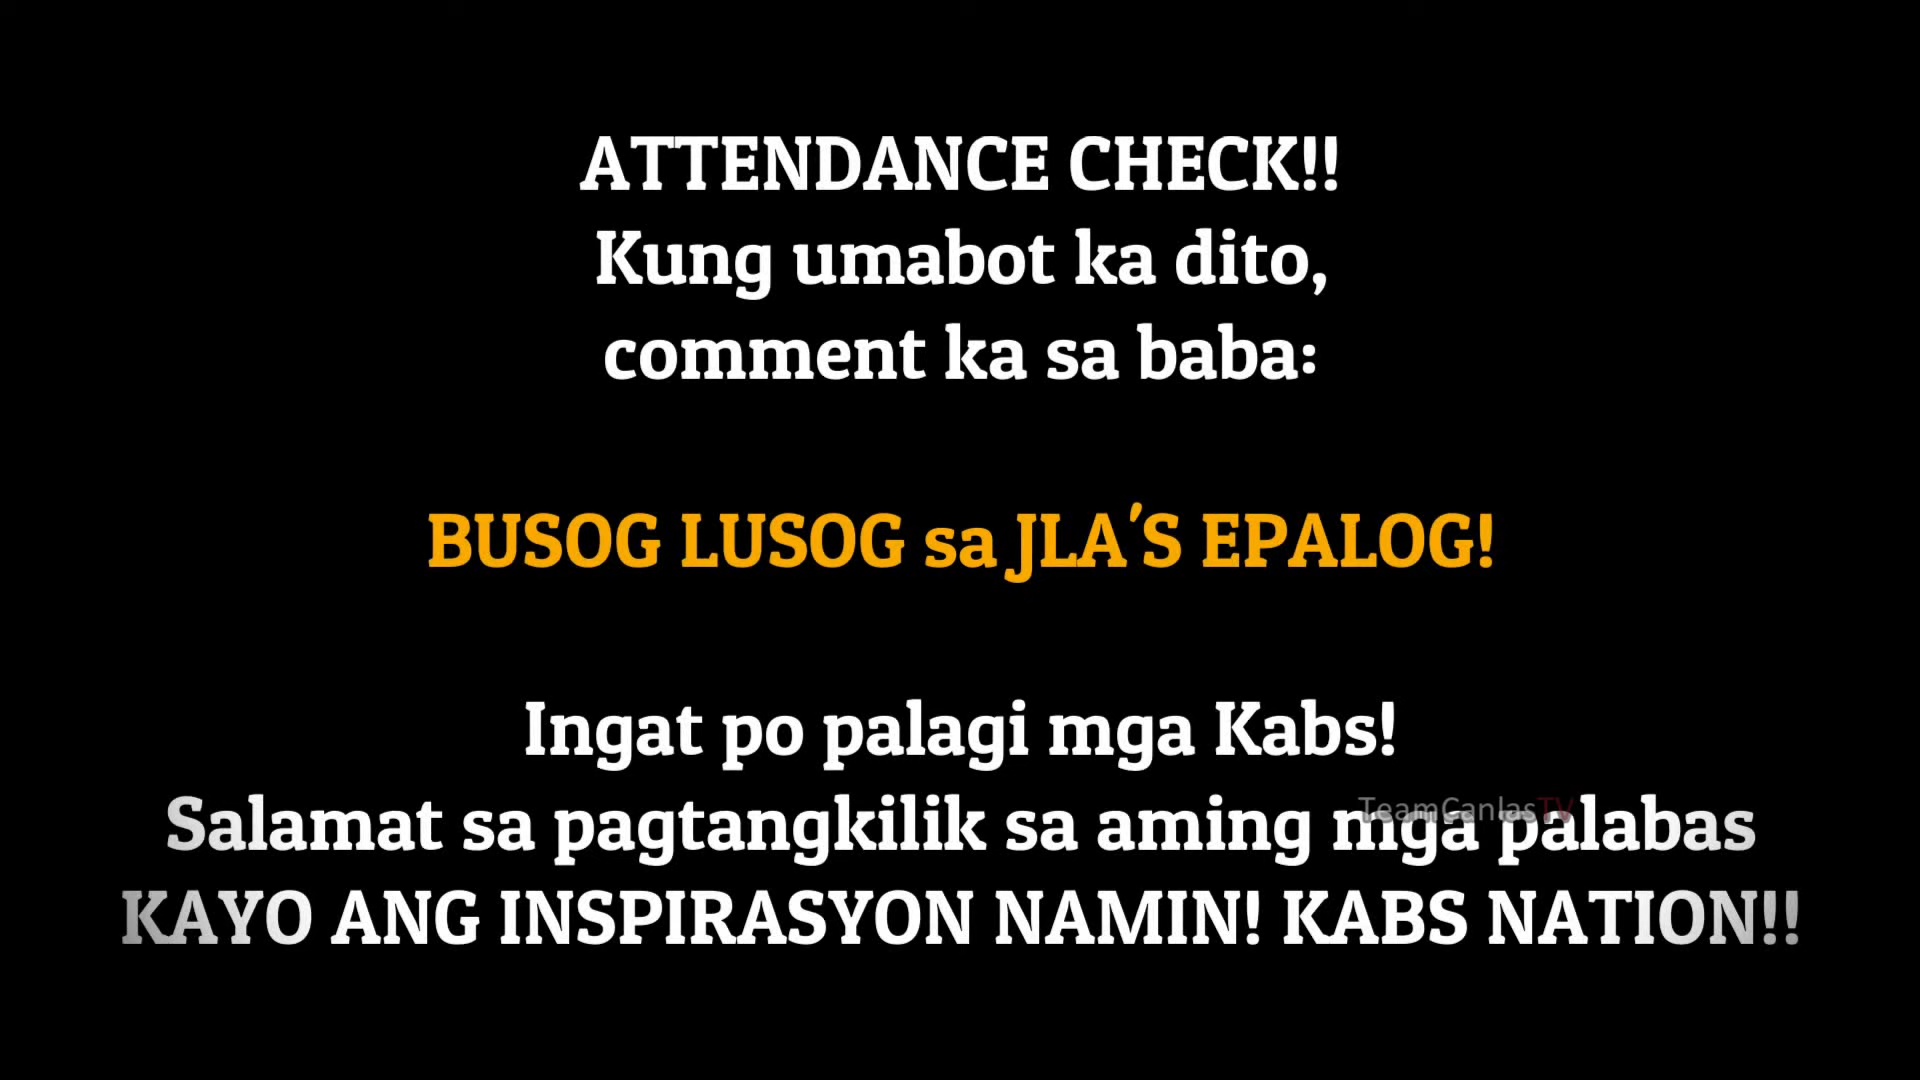 ATTENDANCE CHECK!!
Kung umabot ka dito,
comment ka sa baba:
BUSOG LUSOG sa JLA'S EPALOG!
Ingat po palagi mga Kabs!
TeamCanlasTV
Salamat sa pagtangkilik sa aming mga palabas
KAYO ANG INSPIRASYON NAMIN! KABS NATION!!